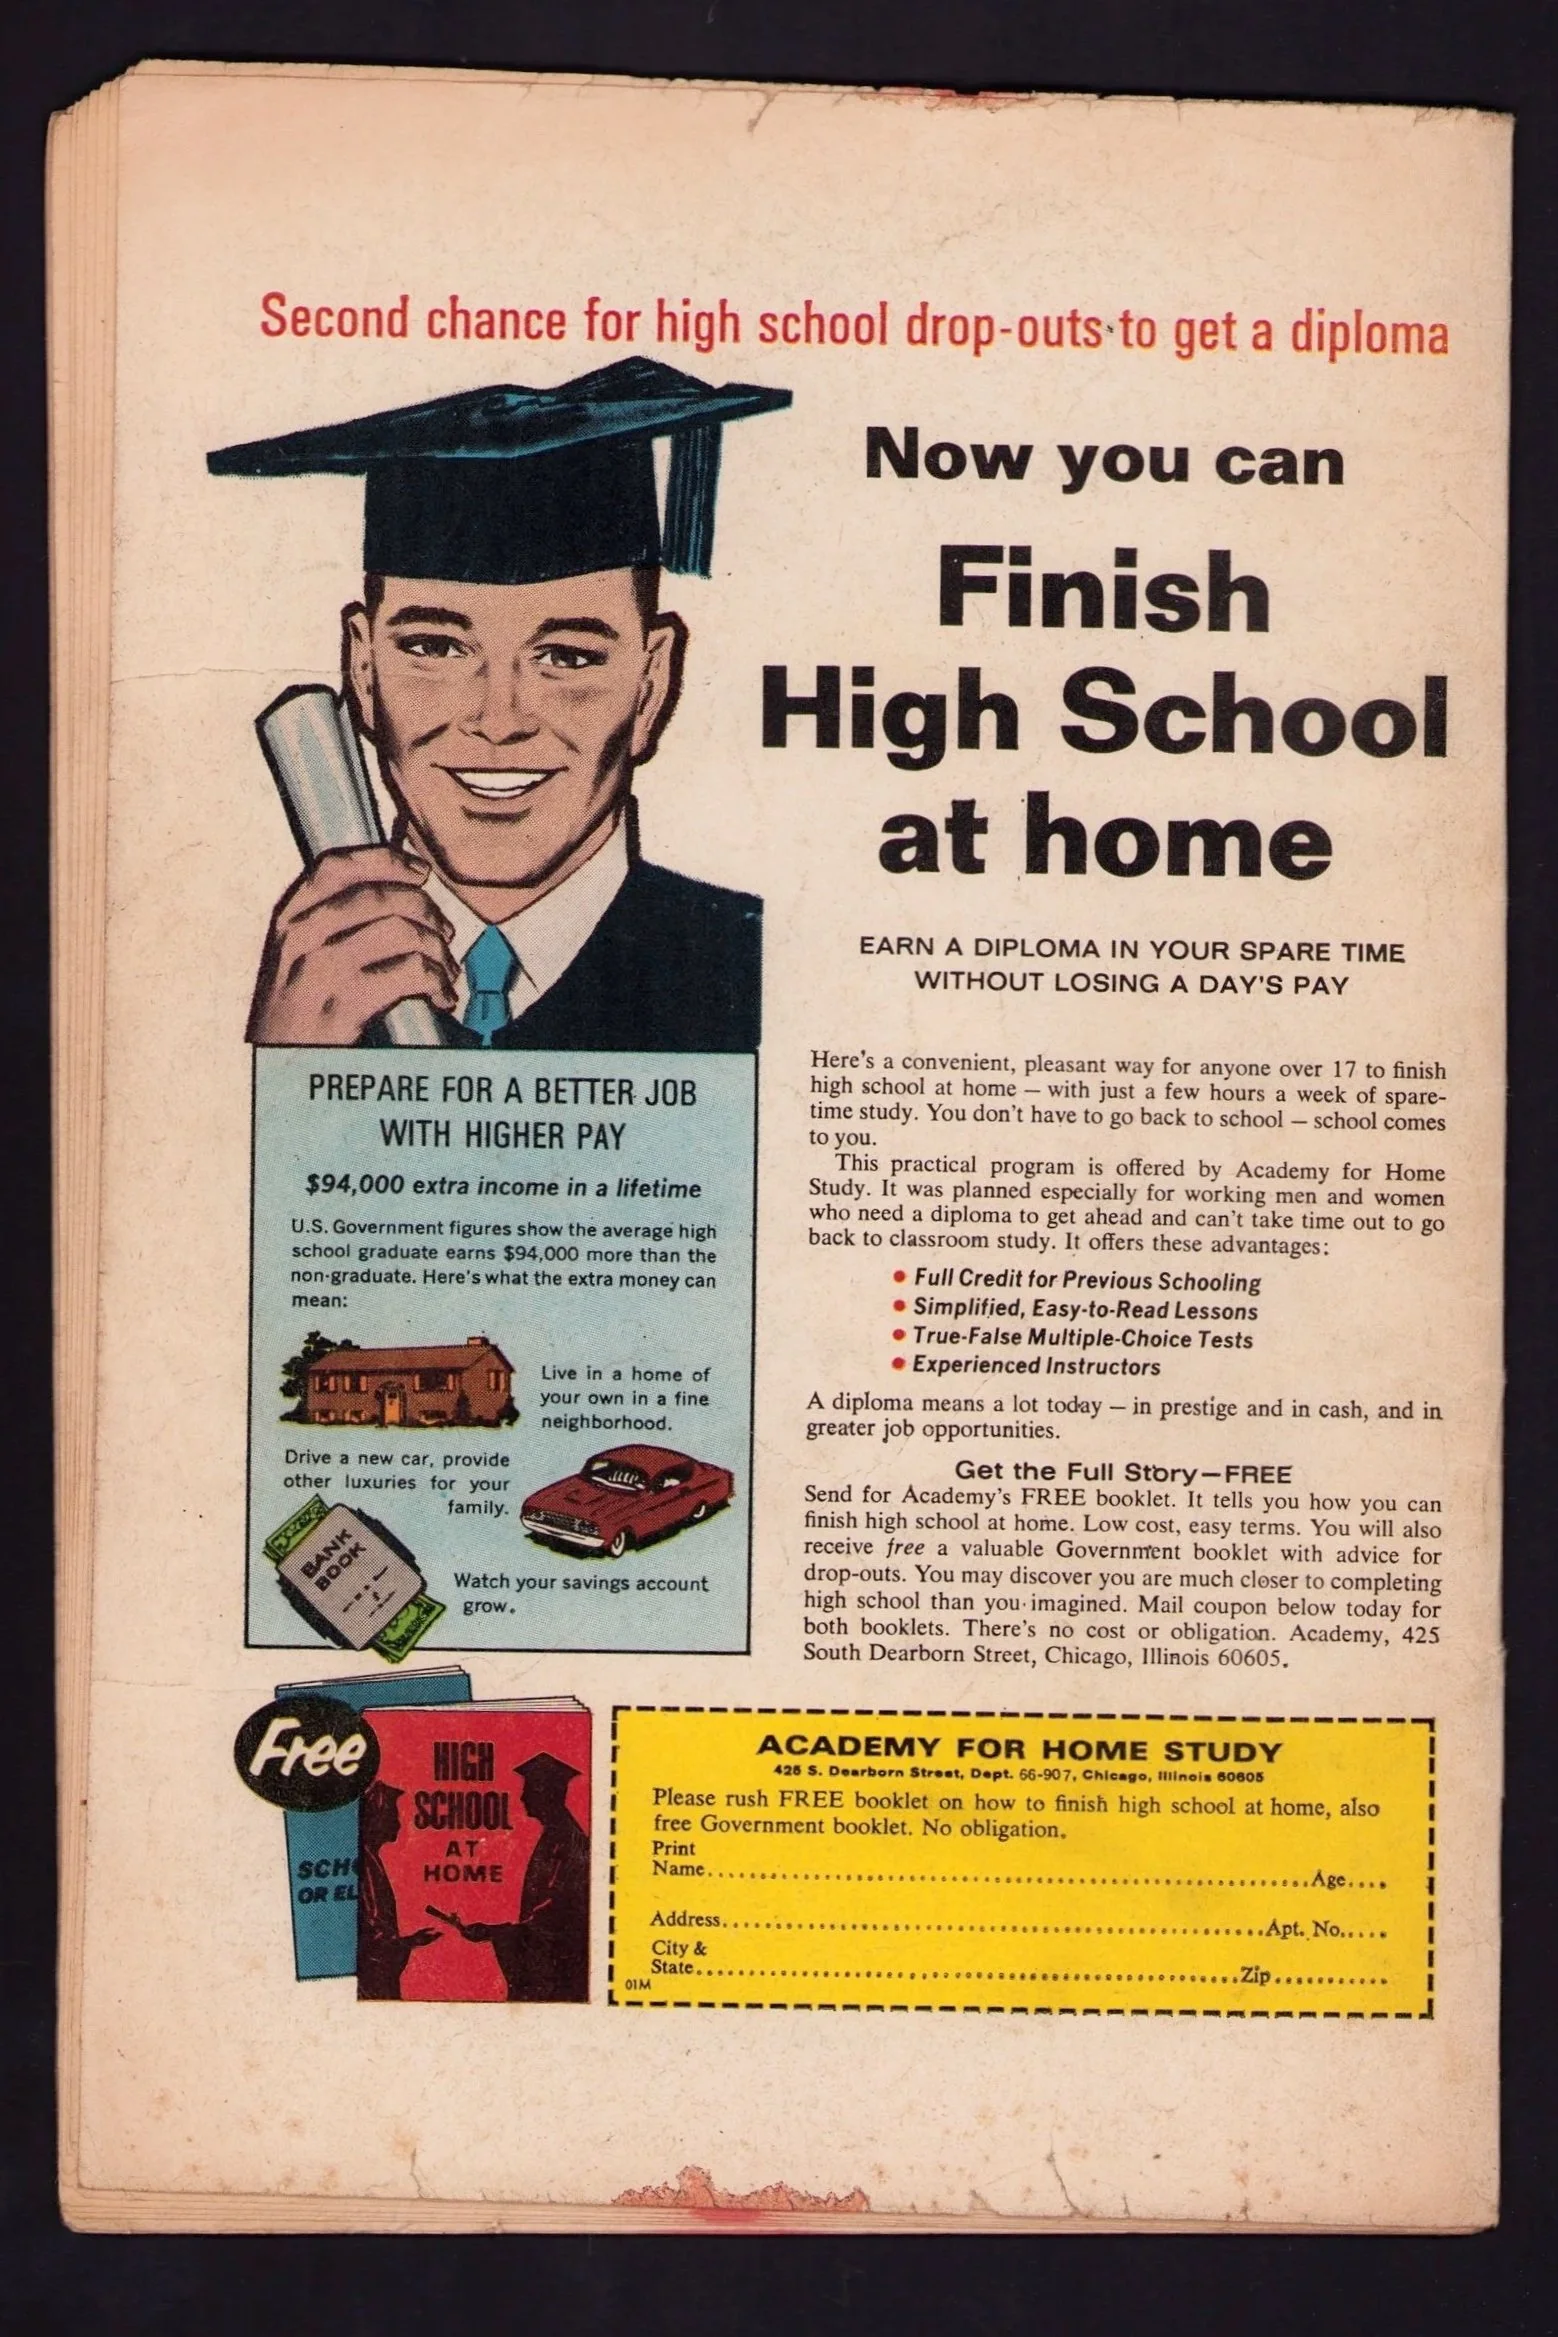 Second chance for high school drop-outs to get a diploma
Now you can
Finish
High School
at home
EARN A DIPLOMA IN YOUR SPARE TIME
WITHOUT LOSING A DAY'S PAY
PREPARE FOR A BETTER JOB
WITH HIGHER PAY
$94,000 extra income in a lifetime
U.S. Government figures show the average high
school graduate earns $94,000 more than the
non-graduate. Here's what the extra money can
mean:
Live in a home of
your own in a fine
neighborhood.
Drive a new car, provide
other luxuries for your
family.
BANK
BOOK
Watch your savings account
grow.
Here's a convenient, pleasant way for anyone over 17 to finish
high school at home — with just a few hours a week of spare-
time study. You don't have to go back to school — school comes
to you.
This practical program is offered by Academy for Home
Study. It was planned especially for working men and women
who need a diploma to get ahead and can't take time out to go
back to classroom study. It offers these advantages:
• Full Credit for Previous Schooling
• Simplified, Easy-to-Read Lessons
• True-False Multiple-Choice Tests
• Experienced Instructors
A diploma means a lot today — in prestige and in cash, and in
greater job opportunities.
Get the Full Story—FREE
Send for Academy's FREE booklet. It tells you how you can
finish high school at home. Low cost, easy terms. You will also
receive free a valuable Government booklet with advice for
drop-outs. You may discover you are much closer to completing
high school than you imagined. Mail coupon below today for
both booklets. There's no cost or obligation. Academy, 425
South Dearborn Street, Chicago, Illinois 60605.
Free
SCHO
OR EL
HIGH
SCHOOL
AT
HOME
ACADEMY FOR HOME STUDY
425 S. Dearborn Street, Dept. 66-907, Chicago, Illinois 60605
Please rush FREE booklet on how to finish high school at home, also
free Government booklet. No obligation.
Print
Name..........Age....
Address..........Apt. No.....
City &
State..........Zip..........
01M